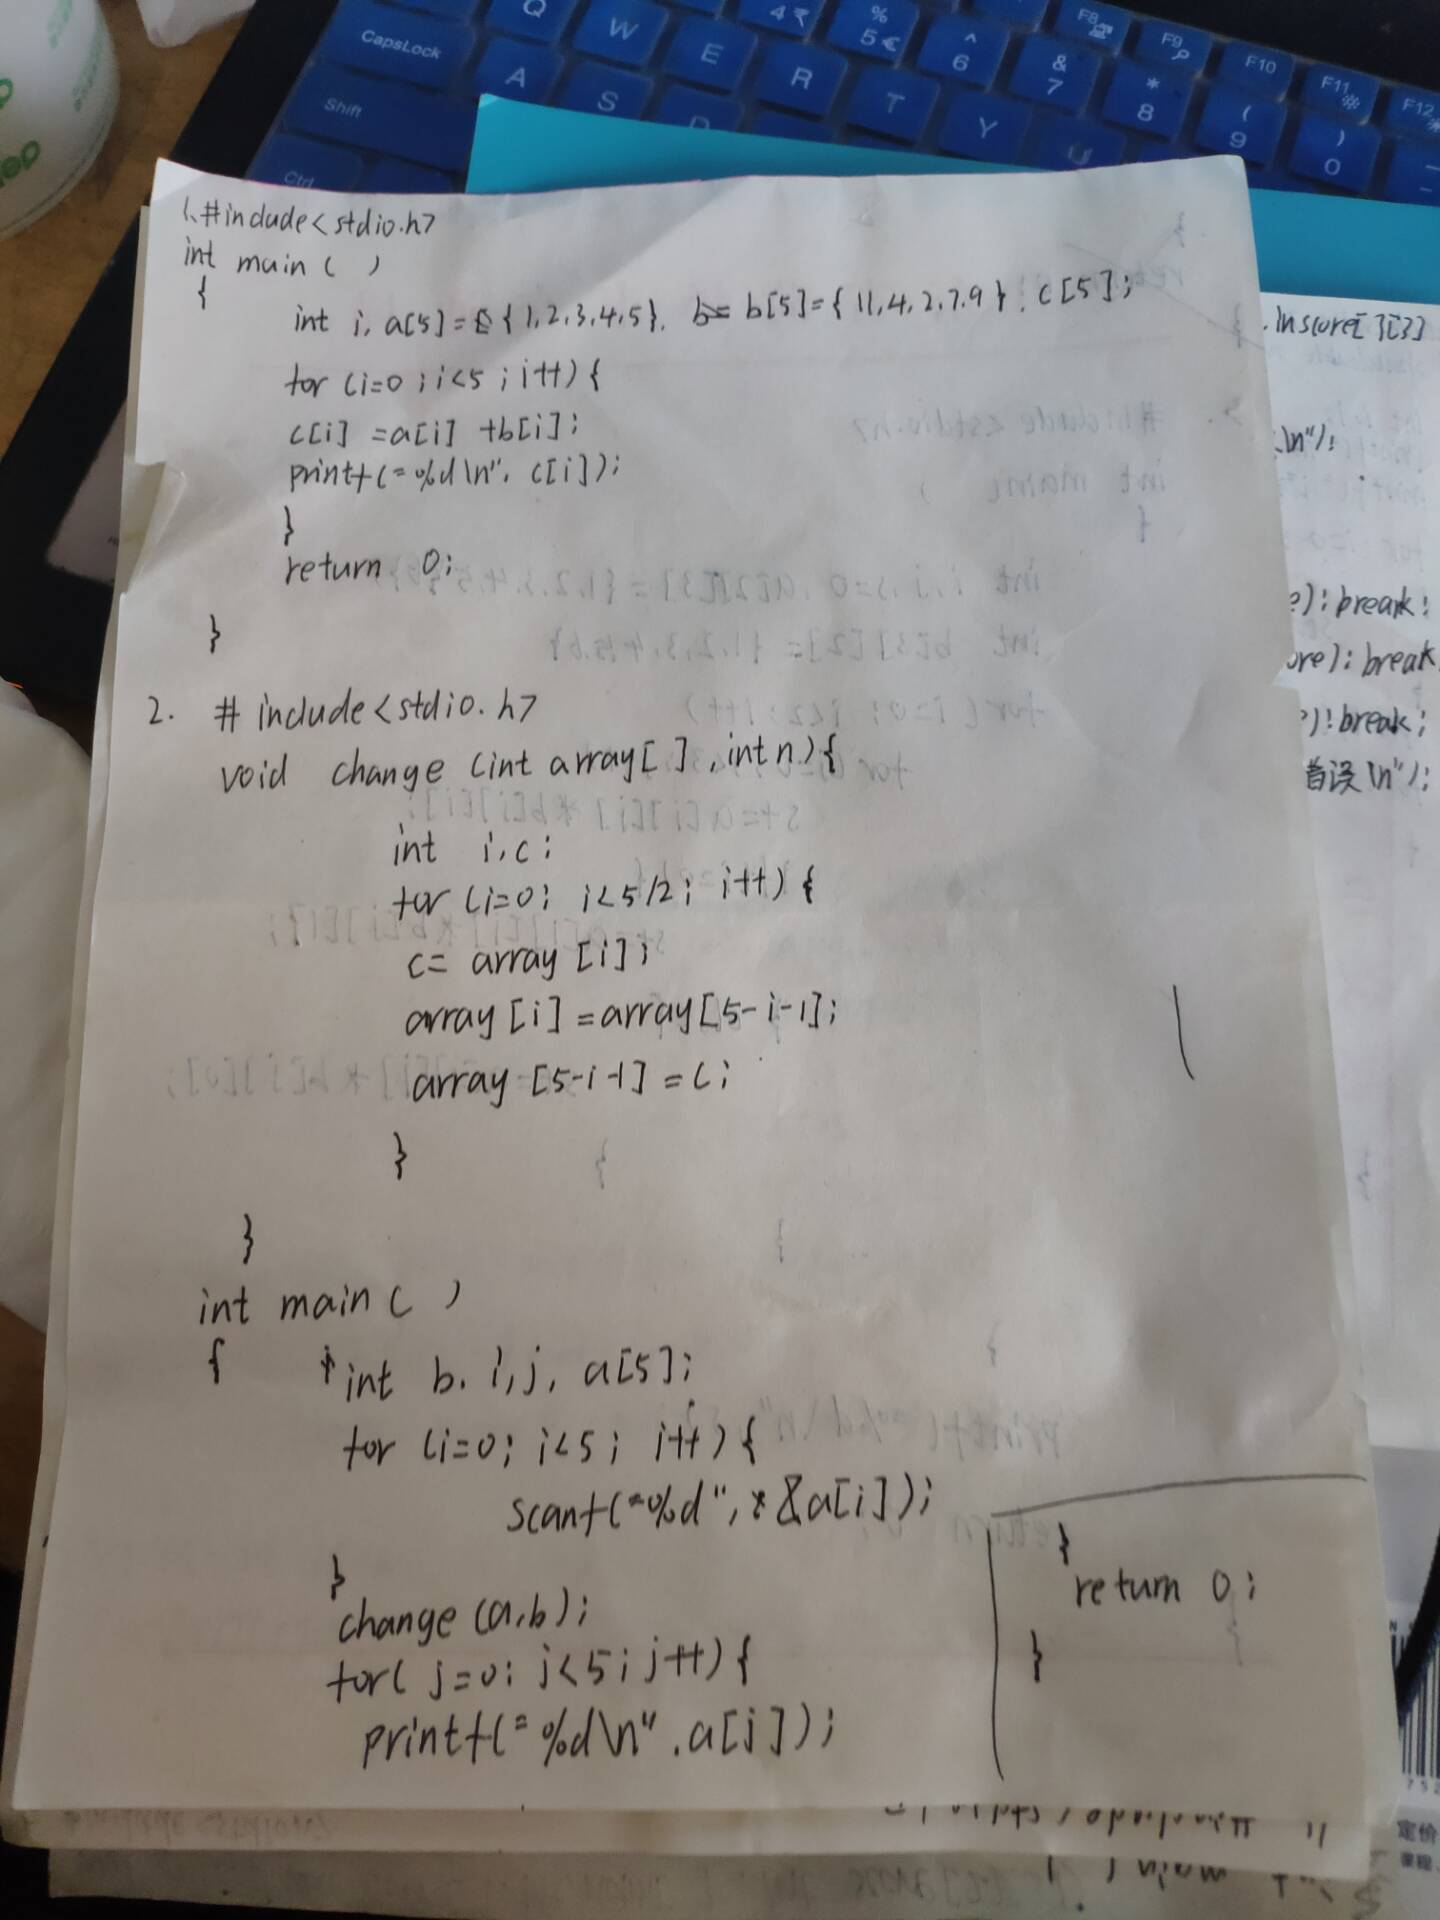 1. #include<stdio.h>
int main ( )
{
int i, a[5]={1,2,3,4,5}, b[5]={11,4,2,7,9}, c[5];
for (i=0;i<5;i++){
c[i] =a[i] +b[i];
printf("%d\n", c[i]);
}
return 0;
}
2. # include<stdio.h>
void change (int array[ ], int n){
int i,c;
for (i=0; i<5/2; i++) {
c= array [i];
array [i] =array[5-i-1];
array [5-i-1] =c;
}
}
int main ( )
{ int b, i,j, a[5];
for (i=0; i<5; i++) {
scanf("%d", &a[i]);
}
change (a,b);
for( j=0; j<5; j++) {
printf("%d\n", a[j]);
}
return 0;
}
\n");
e);break;
ore);break
e);break;
\n");
CapsLock
Shift
Ctrl
Q
W
E
A
S
D
R
T
Y
U
4 ₹
% 5 €
^ 6
& 7
* 8
( 9
) 0
F8
F9
F10
F11
F12
定价